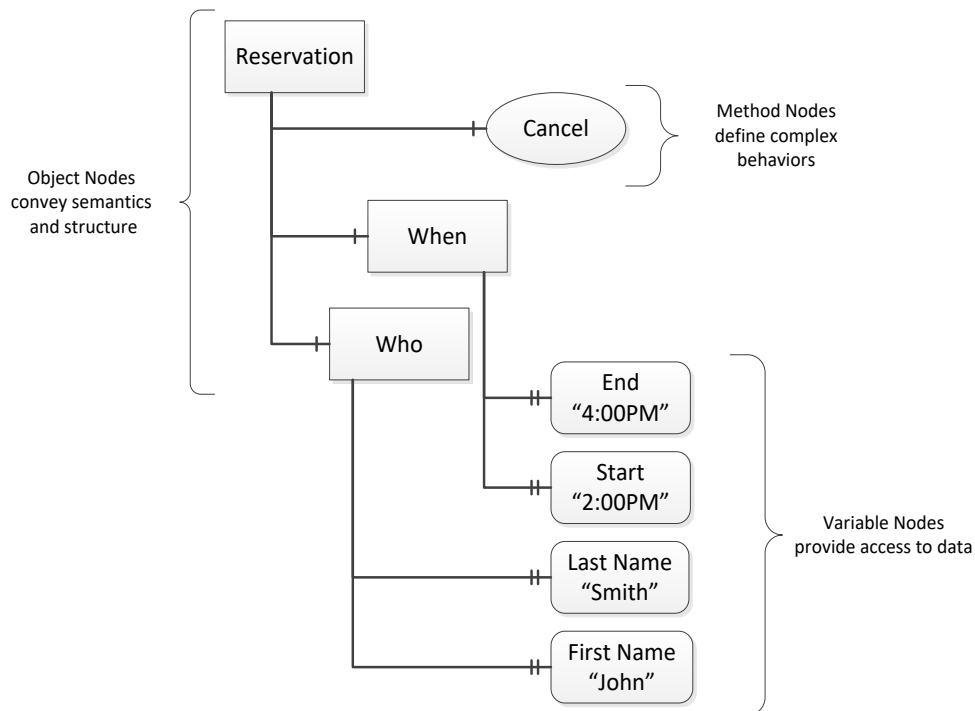 Reservation
Cancel
Method Nodes
define complex
behaviors
Object Nodes
convey semantics
and structure
When
Who
End
“4:00PM”
Start
“2:00PM”
Variable Nodes
provide access to data
Last Name
“Smith”
First Name
“John”